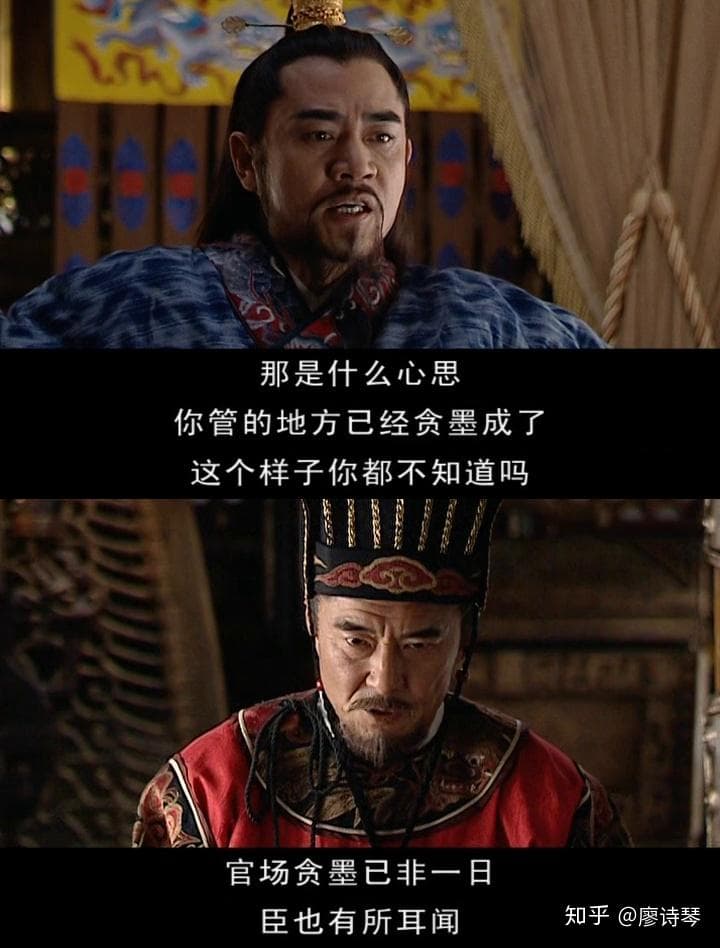 那是什么心思
你管的地方已经贪墨成了
这个样子你都不知道吗
官场贪墨已非一日
臣也有所耳闻
知乎 @廖诗琴